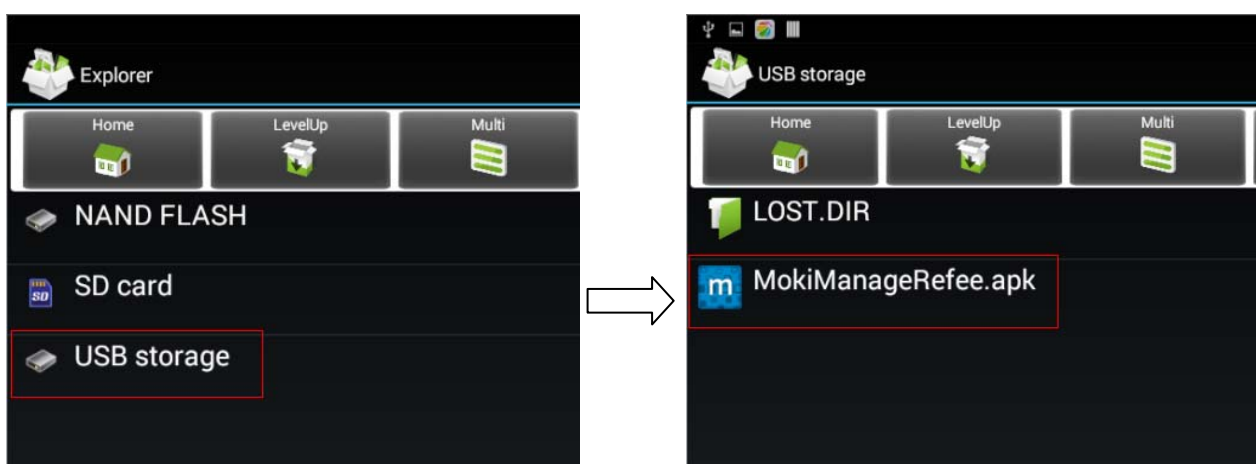 Explorer
Home LevelUp Multi
NAND FLASH
SD card
USB storage
USB storage
Home LevelUp Multi
LOST.DIR
m MokiManageRefee.apk